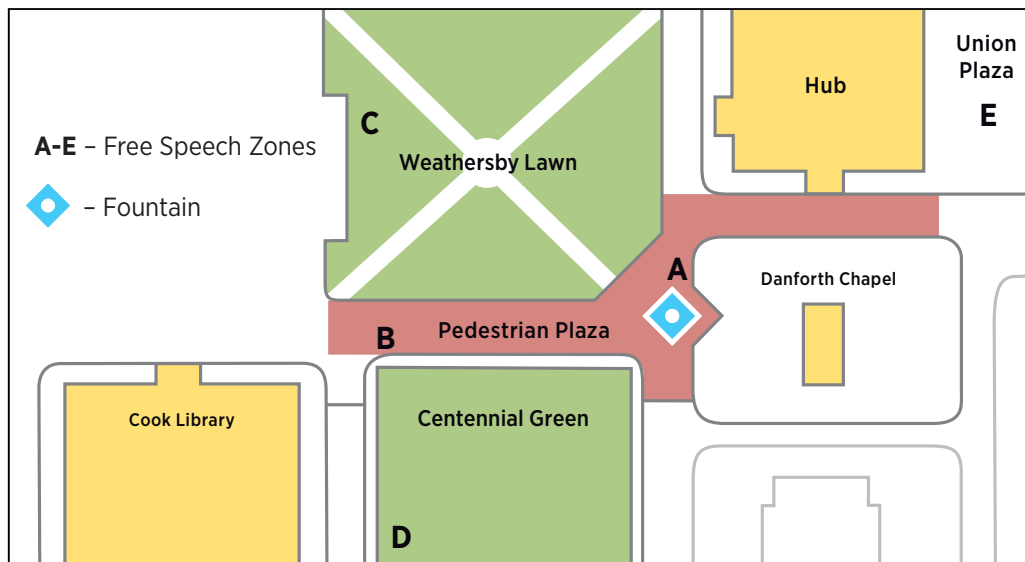 Union
Plaza
Hub
E
C
A-E – Free Speech Zones
Weathersby Lawn
– Fountain
A
Danforth Chapel
B
Pedestrian Plaza
Cook Library
Centennial Green
D